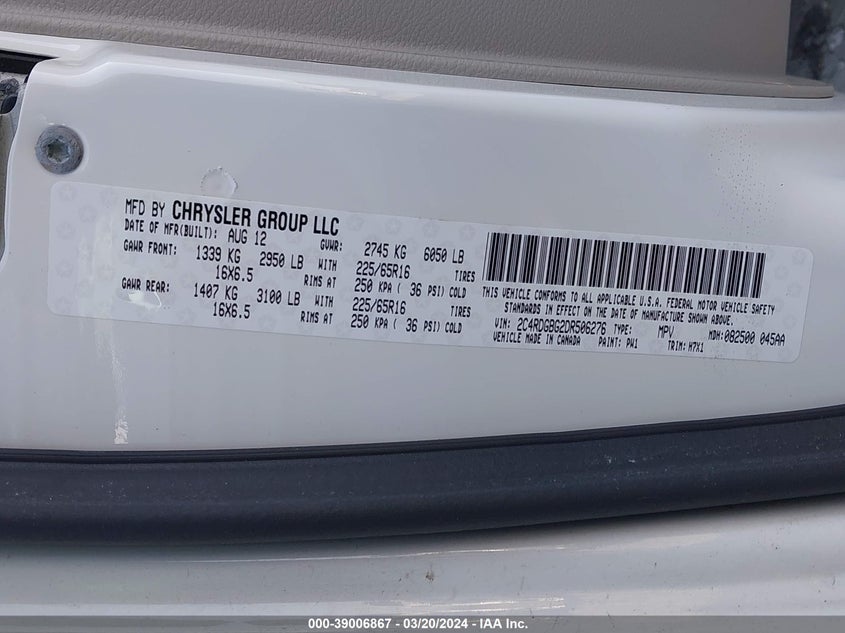 MFD BY CHRYSLER GROUP LLC
DATE OF MFR(BUILT): AUG 12 GVWR: 2745 KG 6050 LB
GAWR FRONT: 1339 KG 2950 LB WITH 225/65R16 TIRES
16X6.5 RIMS AT 250 KPA ( 36 PSI) COLD
GAWR REAR: 1407 KG 3100 LB WITH 225/65R16 TIRES
16X6.5 RIMS AT 250 KPA ( 36 PSI) COLD
THIS VEHICLE CONFORMS TO ALL APPLICABLE U.S.A. FEDERAL MOTOR VEHICLE SAFETY
STANDARDS IN EFFECT ON THE DATE OF MANUFACTURE SHOWN ABOVE.
VIN: 2C4RDGBG2DR506276 TYPE: MPV MDH: 082500 045AA
VEHICLE MADE IN CANADA PAINT: PW1 TRIM: H7X1
000-39006867 / 03/20/2024 - IAA Inc.